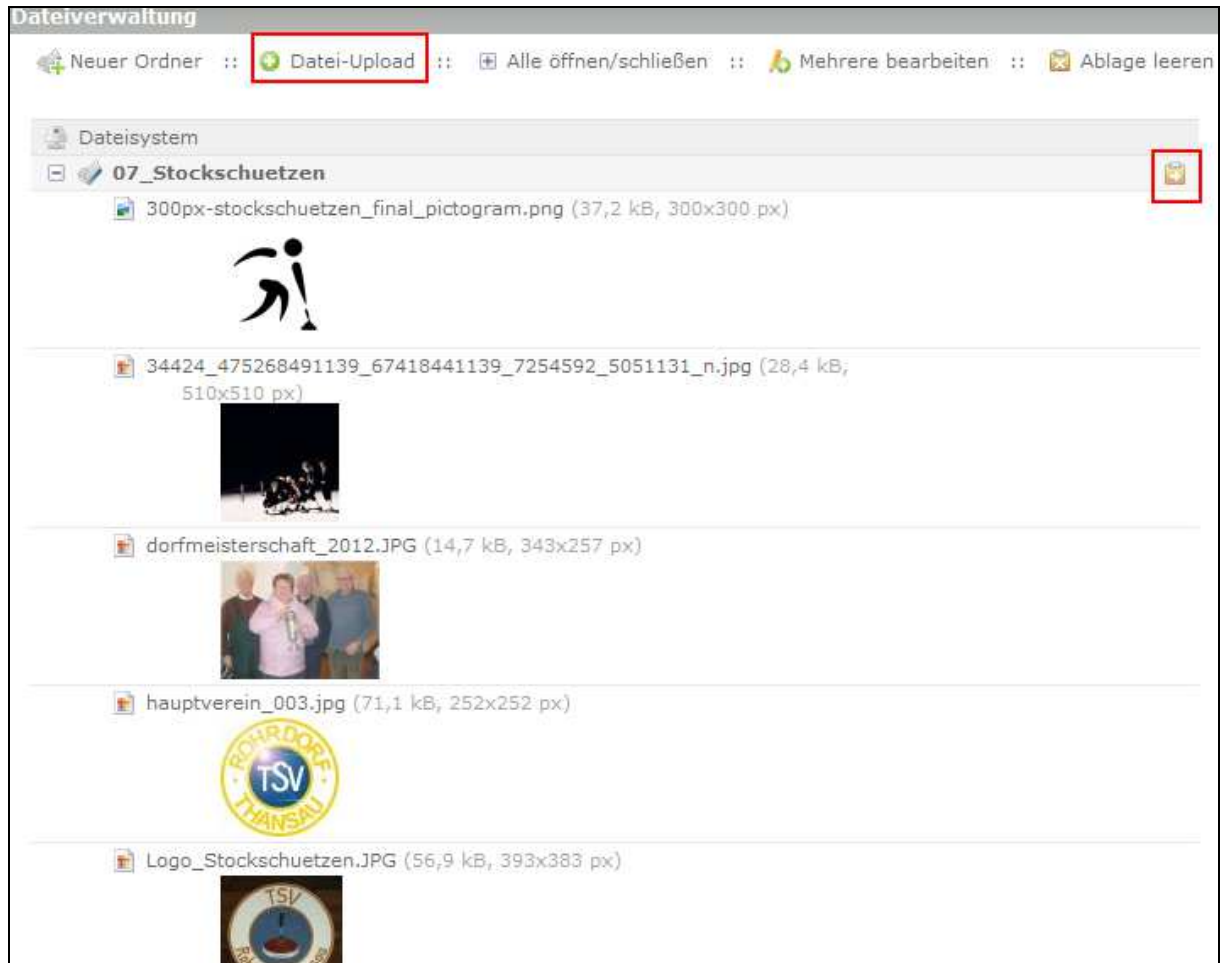 Dateiverwaltung
Neuer Ordner :: Datei-Upload :: Alle öffnen/schließen :: Mehrere bearbeiten :: Ablage leeren
Dateisystem
07_Stockschuetzen
300px-stockschuetzen_final_pictogram.png (37,2 kB, 300x300 px)
34424_475268491139_67418441139_7254592_5051131_n.jpg (28,4 kB,
510x510 px)
dorfmeisterschaft_2012.JPG (14,7 kB, 343x257 px)
hauptverein_003.jpg (71,1 kB, 252x252 px)
ROHRDORF
TSV
THANSAU
Logo_Stockschuetzen.JPG (56,9 kB, 393x383 px)
TSV